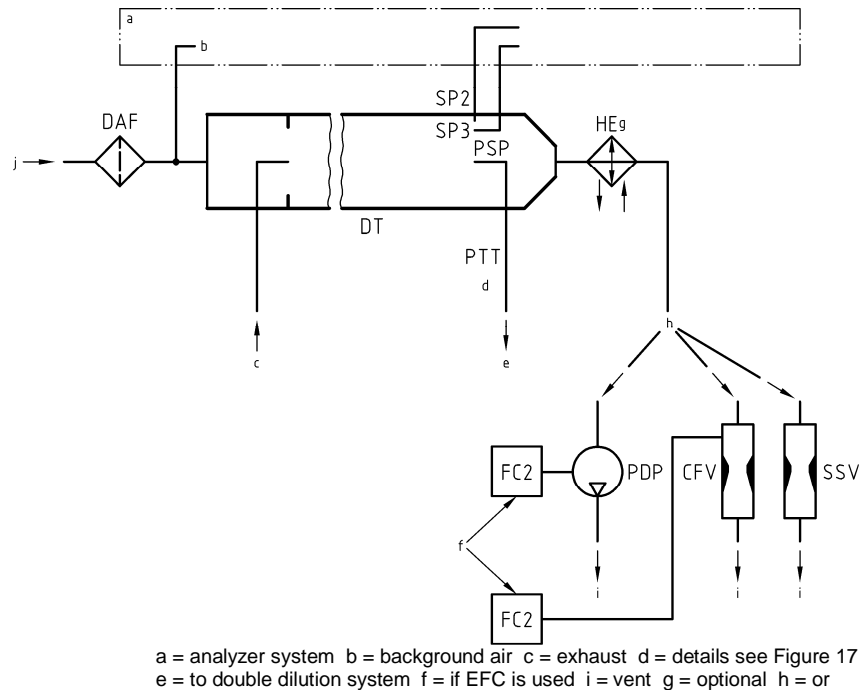 a
b
SP2
DAF
SP3
HE g
j
PSP
DT
PTT
d
h
c
e
FC2
PDP
CFV
SSV
f
i
i
i
FC2
a = analyzer system b = background air c = exhaust d = details see Figure 17
e = to double dilution system f = if EFC is used i = vent g = optional h = or